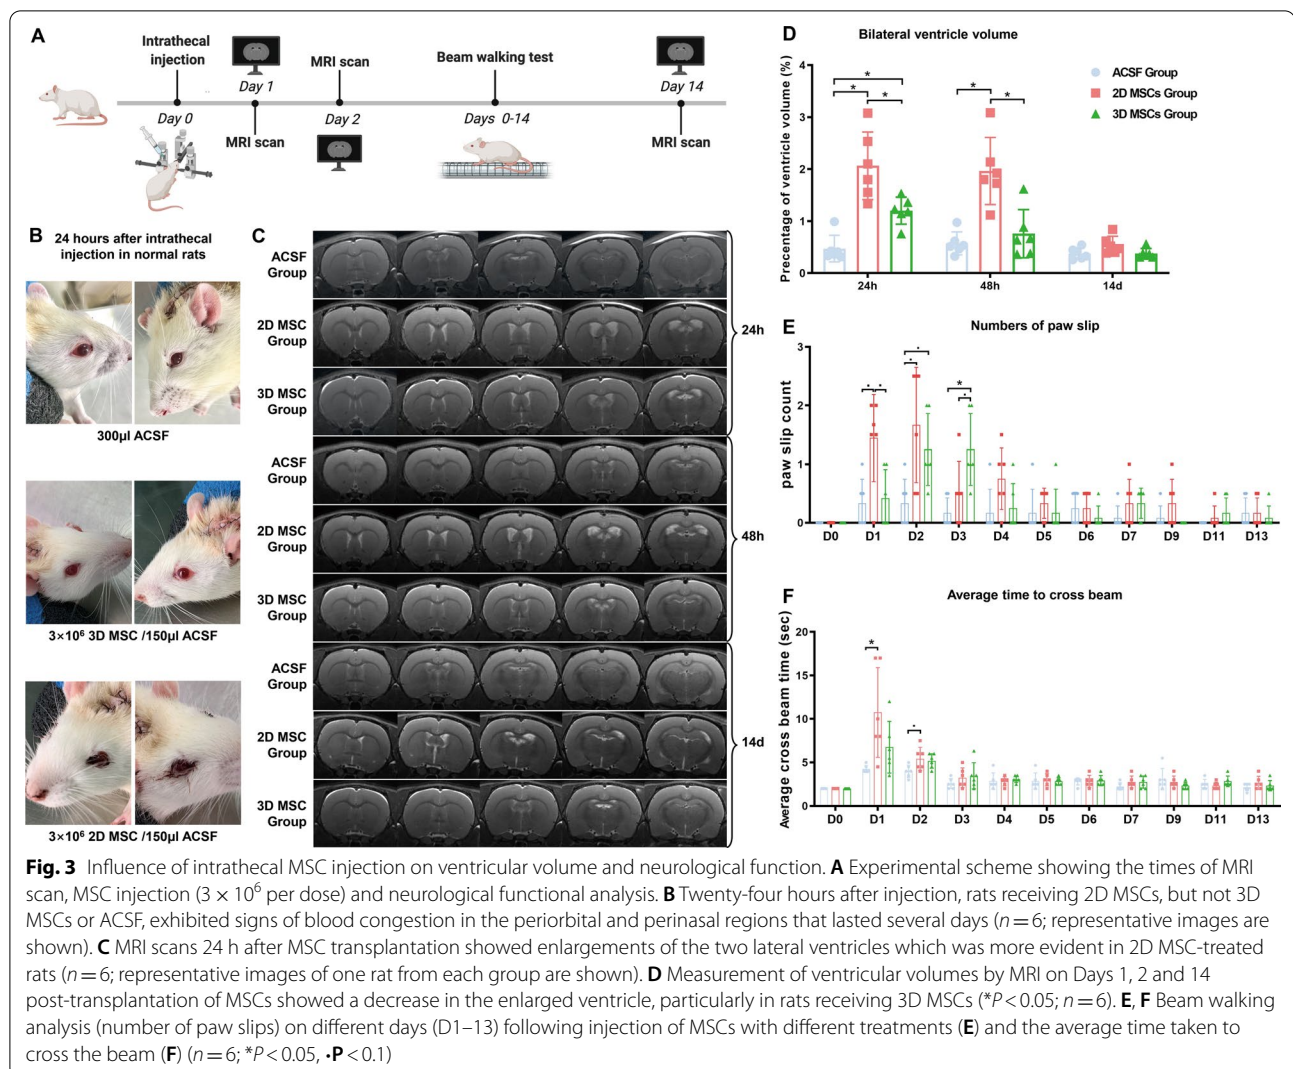 A
Intrathecal
injection
Day 0
Day 1
MRI scan
MRI scan
Day 2
Beam walking test
Days 0-14
Day 14
MRI scan
B
24 hours after intrathecal
injection in normal rats
300μl ACSF
3×10⁶ 3D MSC /150μl ACSF
3×10⁶ 2D MSC /150μl ACSF
C
ACSF
Group
2D MSC
Group
3D MSC
Group
24h
ACSF
Group
2D MSC
Group
3D MSC
Group
48h
ACSF
Group
2D MSC
Group
3D MSC
Group
14d
D
Bilateral ventricle volume
Precentage of ventricle volume (%)
4
3
2
1
0
* * *
* *
24h 48h 14d
ACSF Group
2D MSCs Group
3D MSCs Group
E
Numbers of paw slip
paw slip count
3
2
1
0
D0 D1 D2 D3 D4 D5 D6 D7 D9 D11 D13
F
Average time to cross beam
Average cross beam time (sec)
20
15
10
5
0
D0 D1 D2 D3 D4 D5 D6 D7 D9 D11 D13
Fig. 3 Influence of intrathecal MSC injection on ventricular volume and neurological function. A Experimental scheme showing the times of MRI
scan, MSC injection (3 × 10⁶ per dose) and neurological functional analysis. B Twenty-four hours after injection, rats receiving 2D MSCs, but not 3D
MSCs or ACSF, exhibited signs of blood congestion in the periorbital and perinasal regions that lasted several days (n = 6; representative images are
shown). C MRI scans 24 h after MSC transplantation showed enlargements of the two lateral ventricles which was more evident in 2D MSC-treated
rats (n = 6; representative images of one rat from each group are shown). D Measurement of ventricular volumes by MRI on Days 1, 2 and 14
post-transplantation of MSCs showed a decrease in the enlarged ventricle, particularly in rats receiving 3D MSCs (*P < 0.05; n = 6). E, F Beam walking
analysis (number of paw slips) on different days (D1–13) following injection of MSCs with different treatments (E) and the average time taken to
cross the beam (F) (n = 6; *P < 0.05, ·P < 0.1)